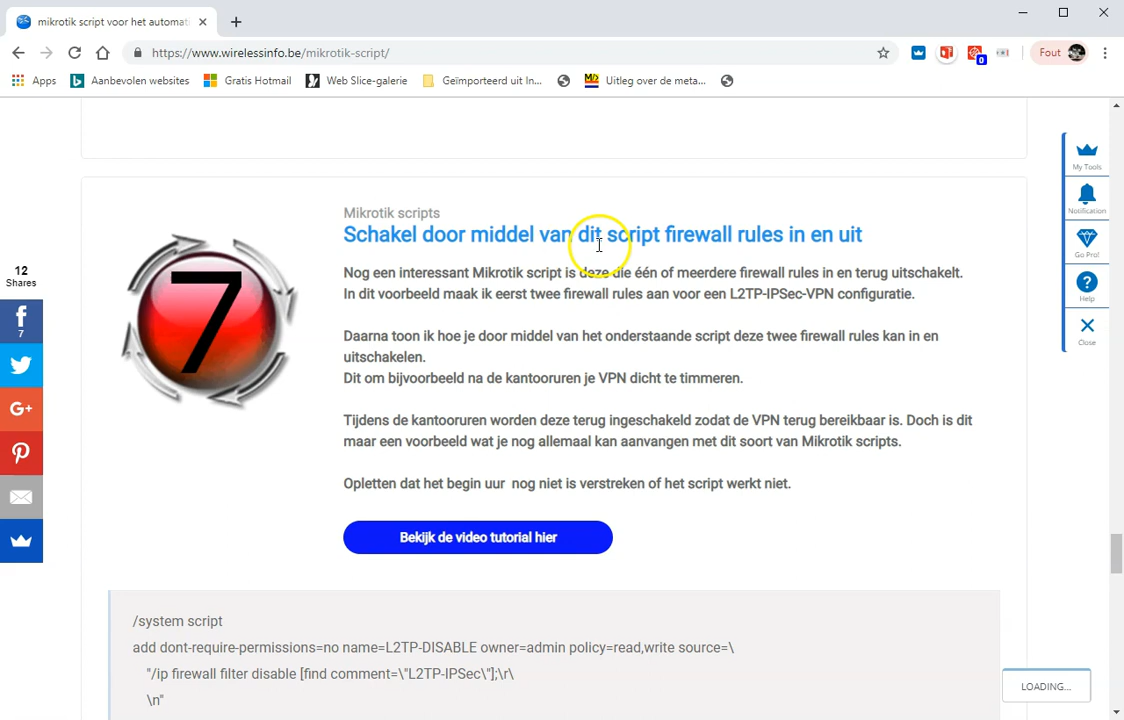 mikrotik script voor het automati
https://www.wirelessinfo.be/mikrotik-script/
0
Fout
Apps
Aanbevolen websites
Gratis Hotmail
Web Slice-galerie
Geïmporteerd uit In...
Uitleg over de meta...
My Tools
Notification
Go Pro!
Help
Close
12
Shares
7
G+
7
Mikrotik scripts
Schakel door middel van dit script firewall rules in en uit
Nog een interessant Mikrotik script is deze die één of meerdere firewall rules in en terug uitschakelt.
In dit voorbeeld maak ik eerst twee firewall rules aan voor een L2TP-IPSec-VPN configuratie.
Daarna toon ik hoe je door middel van het onderstaande script deze twee firewall rules kan in en
uitschakelen.
Dit om bijvoorbeeld na de kantooruren je VPN dicht te timmeren.
Tijdens de kantooruren worden deze terug ingeschakeld zodat de VPN terug bereikbaar is. Doch is dit
maar een voorbeeld wat je nog allemaal kan aanvangen met dit soort van Mikrotik scripts.
Opletten dat het begin uur  nog niet is verstreken of het script werkt niet.
Bekijk de video tutorial hier
/system script
add dont-require-permissions=no name=L2TP-DISABLE owner=admin policy=read,write source=\
"/ip firewall filter disable [find comment=\"L2TP-IPSec\"];\r\
\n"
LOADING...